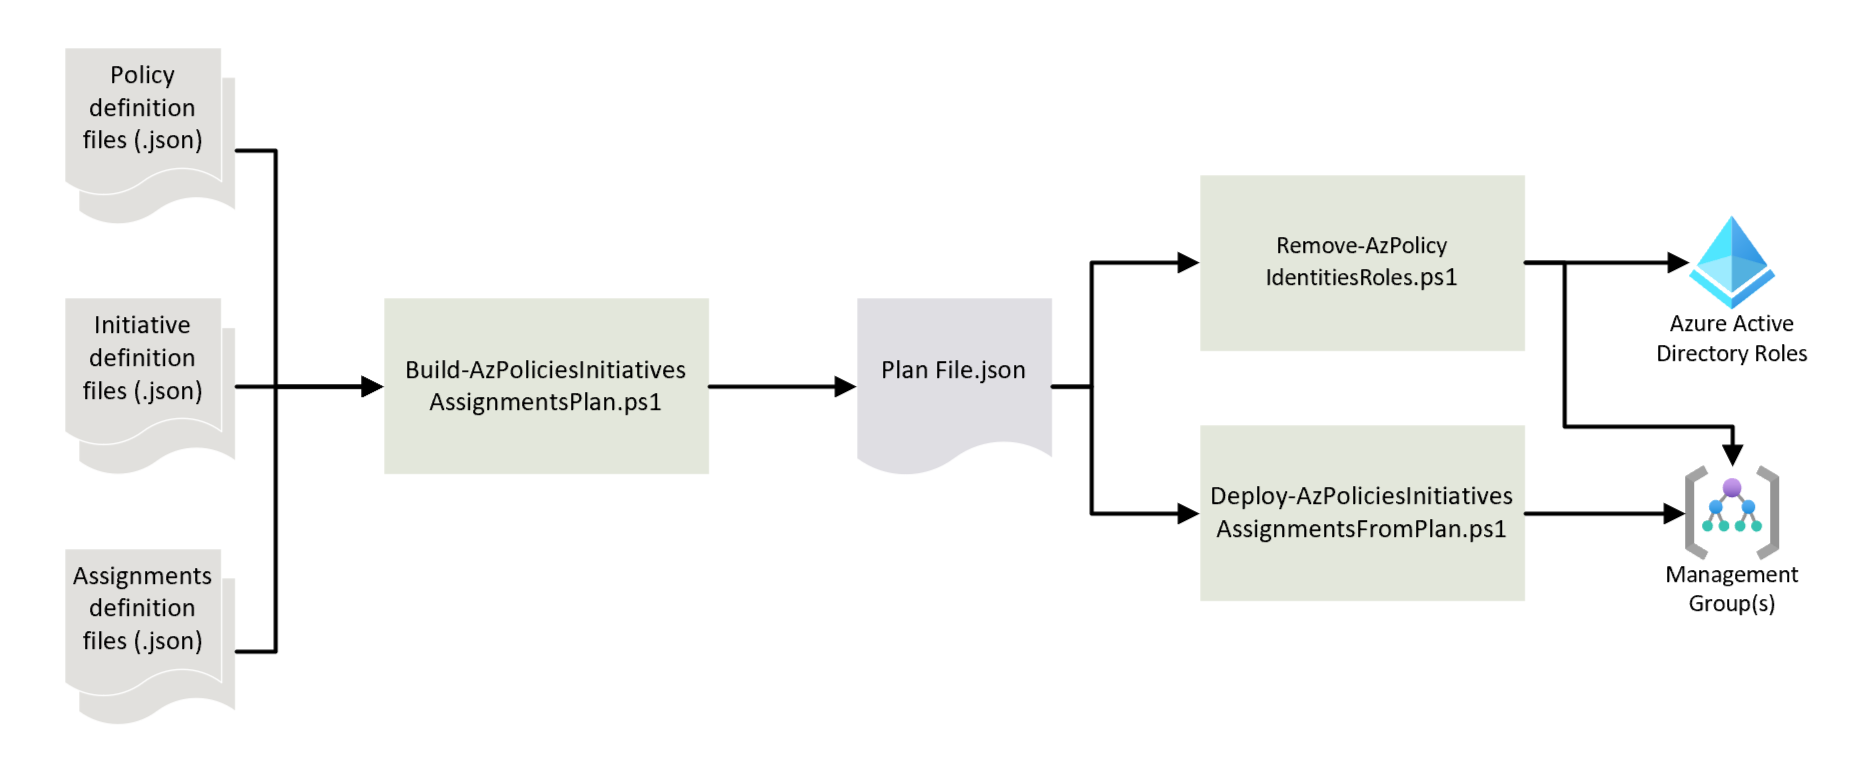 Policy
definition
files (.json)
Initiative
definition
files (.json)
Assignments
definition
files (.json)
Build-AzPoliciesInitiatives
AssignmentsPlan.ps1
Plan File.json
Remove-AzPolicy
IdentitiesRoles.ps1
Deploy-AzPoliciesInitiatives
AssignmentsFromPlan.ps1
Azure Active
Directory Roles
Management
Group(s)